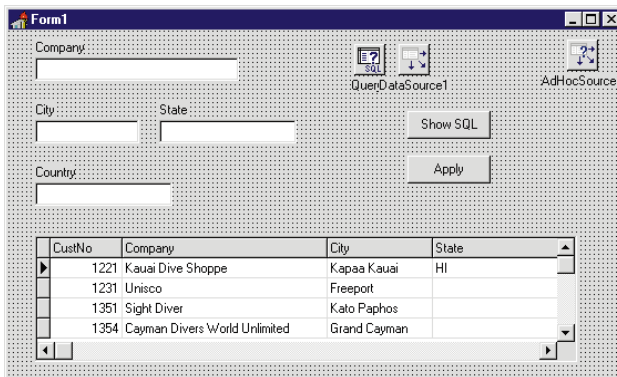 Form1
Company
SQL
QuerDataSource1
AdHocSource
City
State
Show SQL
Apply
Country
CustNo Company City State
1221 Kauai Dive Shoppe Kapaa Kauai HI
1231 Unisco Freeport
1351 Sight Diver Kato Paphos
1354 Cayman Divers World Unlimited Grand Cayman